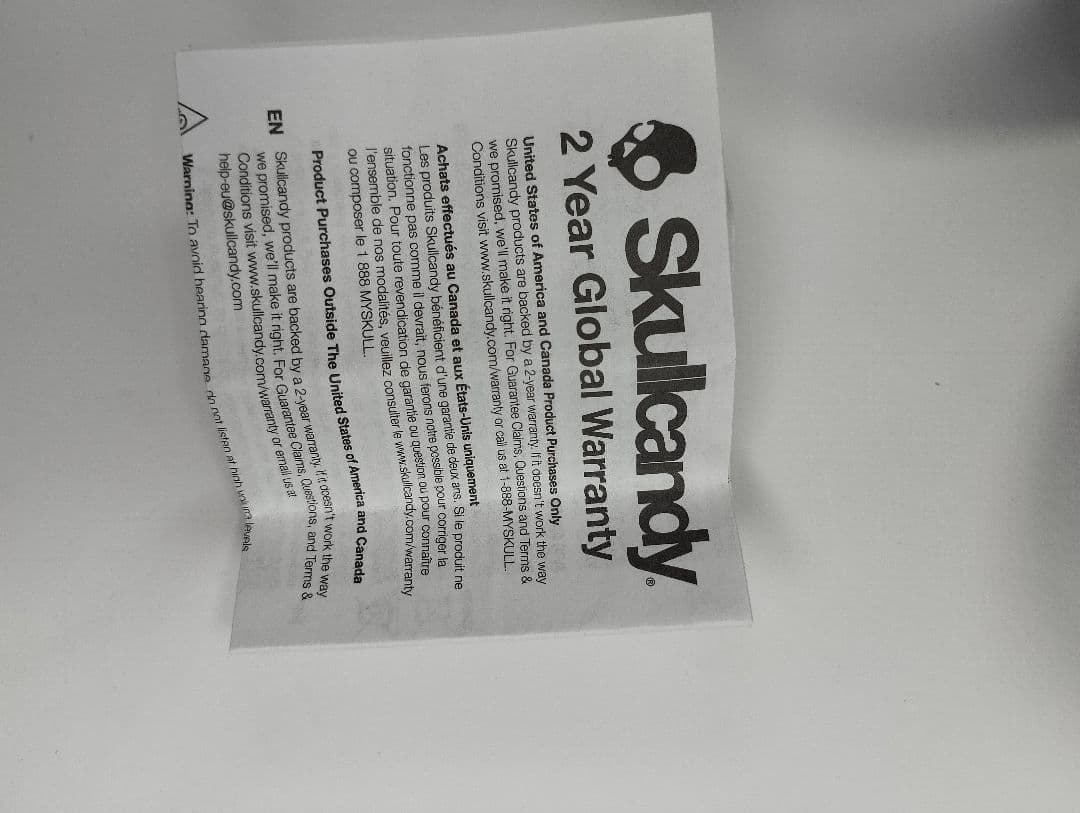 Skullcandy®
2 Year Global Warranty
United States of America and Canada Product Purchases Only
Skullcandy products are backed by a 2-year warranty. If it doesn't work the way
we promised, we'll make it right. For Guarantee Claims, Questions and Terms &
Conditions visit www.skullcandy.com/warranty or call us at 1-888-MYSKULL.
Achats effectués au Canada et aux États-Unis uniquement
Les produits Skullcandy bénéficient d'une garantie de deux ans. Si le produit ne
fonctionne pas comme il devrait, nous ferons notre possible pour corriger la
situation. Pour toute revendication de garantie ou question ou pour connaître
l'ensemble de nos modalités, veuillez consulter le www.skullcandy.com/warranty
ou composer le 1 888 MYSKULL.
Product Purchases Outside The United States of America and Canada
EN Skullcandy products are backed by a 2-year warranty. If it doesn't work the way
we promised, we'll make it right. For Guarantee Claims, Questions, and Terms &
Conditions visit www.skullcandy.com/warranty or email us at
help-eu@skullcandy.com
Warning: To avoid hearing damage, do not listen at high volume levels